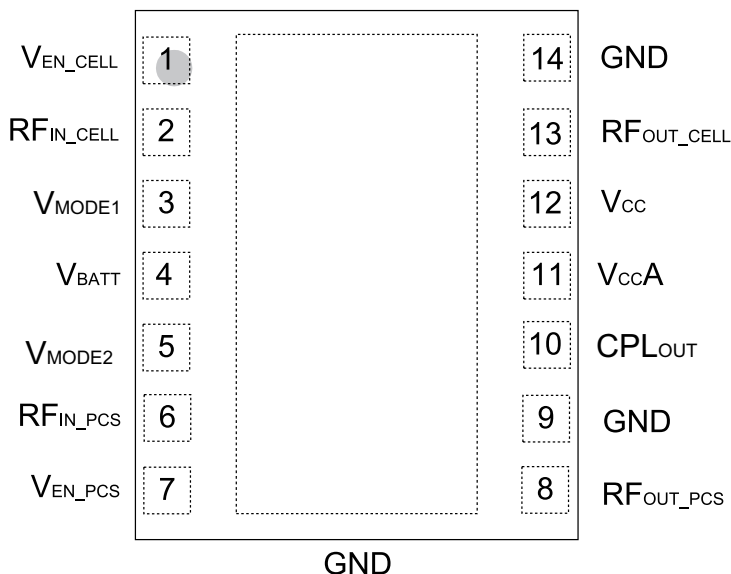 VEN_CELL 1 14 GND
RFIN_CELL 2 13 RFOUT_CELL
VMODE1 3 12 VCC
VBATT 4 11 VCCA
VMODE2 5 10 CPLOUT
RFIN_PCS 6 9 GND
VEN_PCS 7 8 RFOUT_PCS
GND